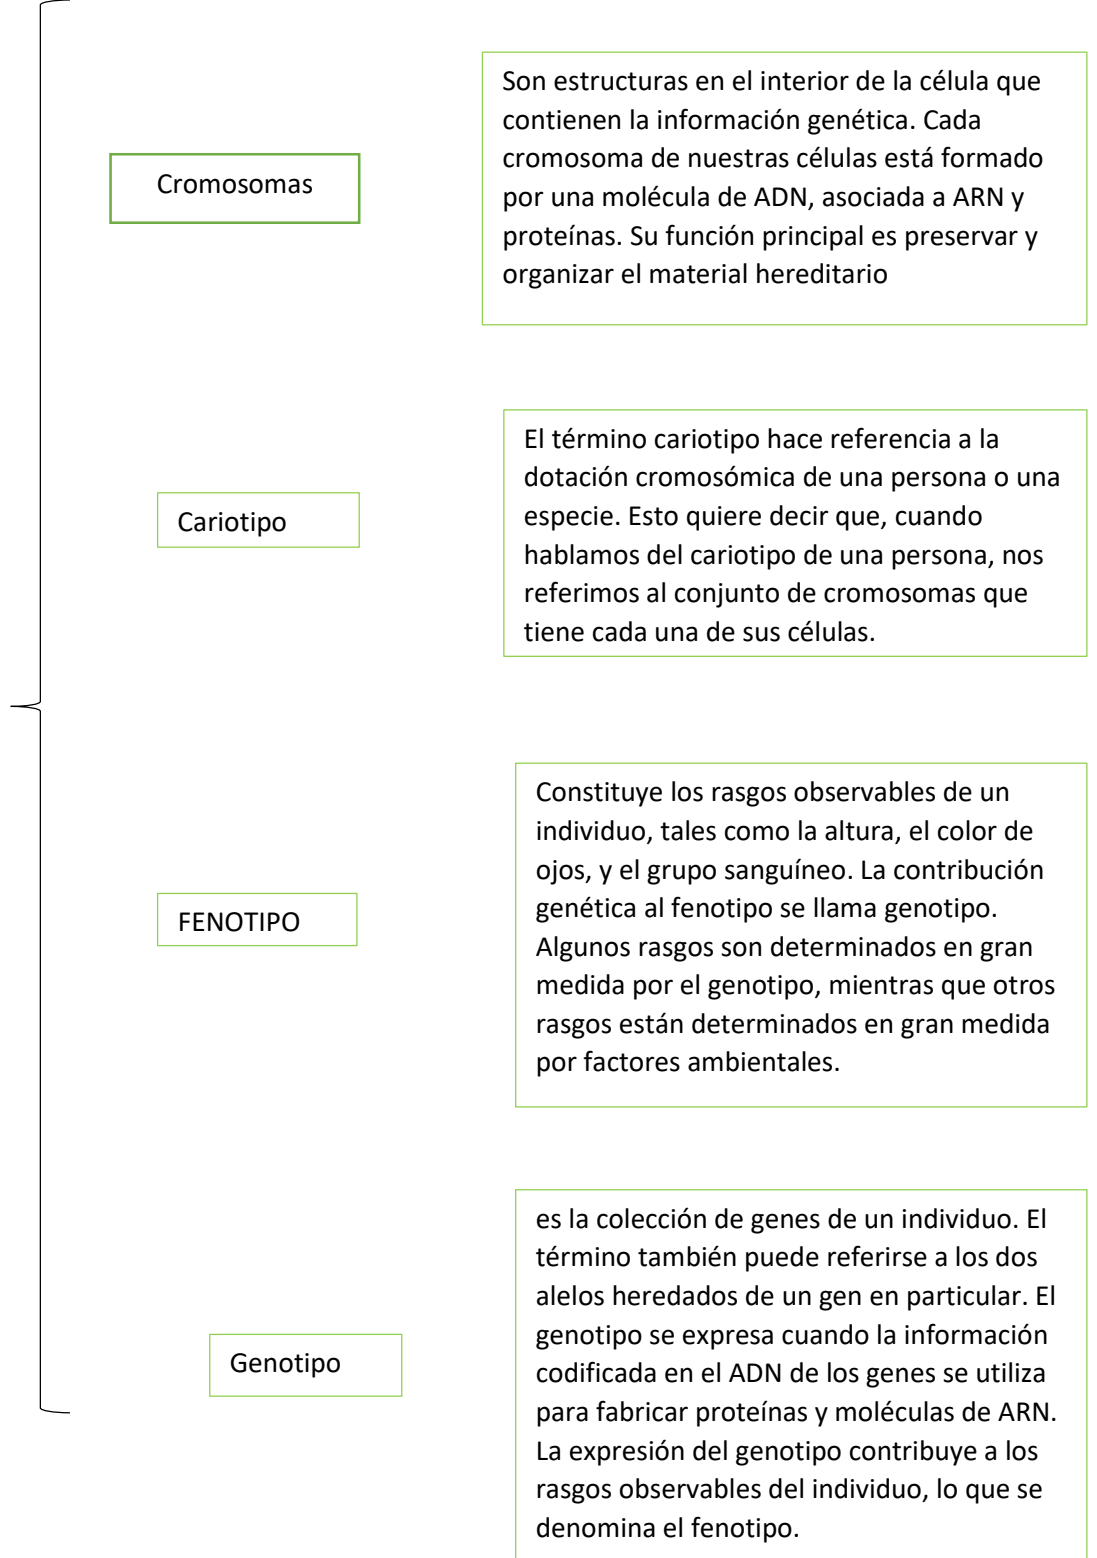 Cromosomas
Son estructuras en el interior de la célula que
contienen la información genética. Cada
cromosoma de nuestras células está formado
por una molécula de ADN, asociada a ARN y
proteínas. Su función principal es preservar y
organizar el material hereditario
Cariotipo
El término cariotipo hace referencia a la
dotación cromosómica de una persona o una
especie. Esto quiere decir que, cuando
hablamos del cariotipo de una persona, nos
referimos al conjunto de cromosomas que
tiene cada una de sus células.
FENOTIPO
Constituye los rasgos observables de un
individuo, tales como la altura, el color de
ojos, y el grupo sanguíneo. La contribución
genética al fenotipo se llama genotipo.
Algunos rasgos son determinados en gran
medida por el genotipo, mientras que otros
rasgos están determinados en gran medida
por factores ambientales.
Genotipo
es la colección de genes de un individuo. El
término también puede referirse a los dos
alelos heredados de un gen en particular. El
genotipo se expresa cuando la información
codificada en el ADN de los genes se utiliza
para fabricar proteínas y moléculas de ARN.
La expresión del genotipo contribuye a los
rasgos observables del individuo, lo que se
denomina el fenotipo.